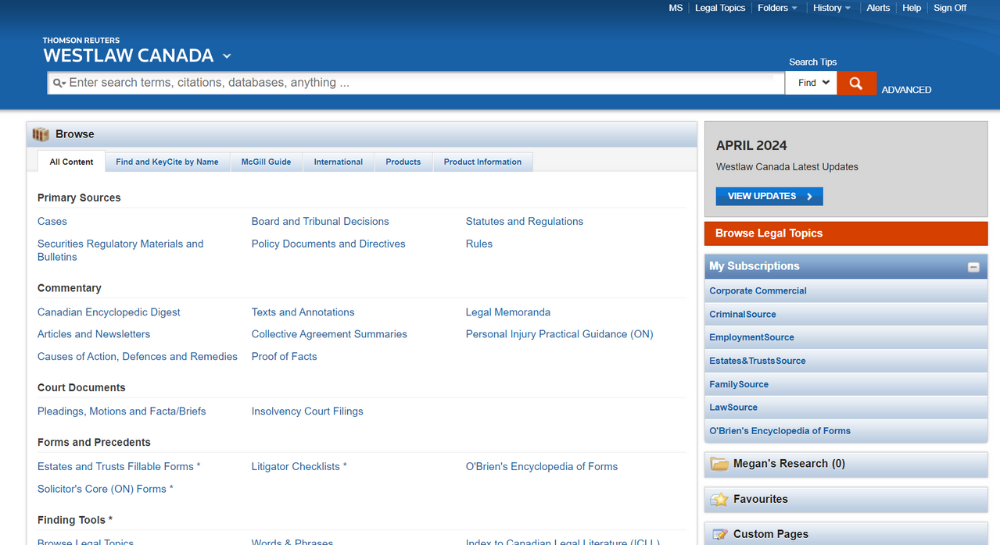 MS Legal Topics Folders History Alerts Help Sign Off
THOMSON REUTERS
WESTLAW CANADA
Search Tips
Enter search terms, citations, databases, anything ...
Find
ADVANCED
Browse
All Content Find and KeyCite by Name McGill Guide International Products Product Information
Primary Sources
Cases Board and Tribunal Decisions Statutes and Regulations
Securities Regulatory Materials and Policy Documents and Directives Rules
Bulletins
Commentary
Canadian Encyclopedic Digest Texts and Annotations Legal Memoranda
Articles and Newsletters Collective Agreement Summaries Personal Injury Practical Guidance (ON)
Causes of Action, Defences and Remedies Proof of Facts
Court Documents
Pleadings, Motions and Facta/Briefs Insolvency Court Filings
Forms and Precedents
Estates and Trusts Fillable Forms * Litigator Checklists * O'Brien's Encyclopedia of Forms
Solicitor's Core (ON) Forms *
Finding Tools *
Browse Legal Topics Words & Phrases Index to Canadian Legal Literature (ICLL)
APRIL 2024
Westlaw Canada Latest Updates
VIEW UPDATES
Browse Legal Topics
My Subscriptions
Corporate Commercial
CriminalSource
EmploymentSource
Estates&TrustsSource
FamilySource
LawSource
O'Brien's Encyclopedia of Forms
Megan's Research (0)
Favourites
Custom Pages